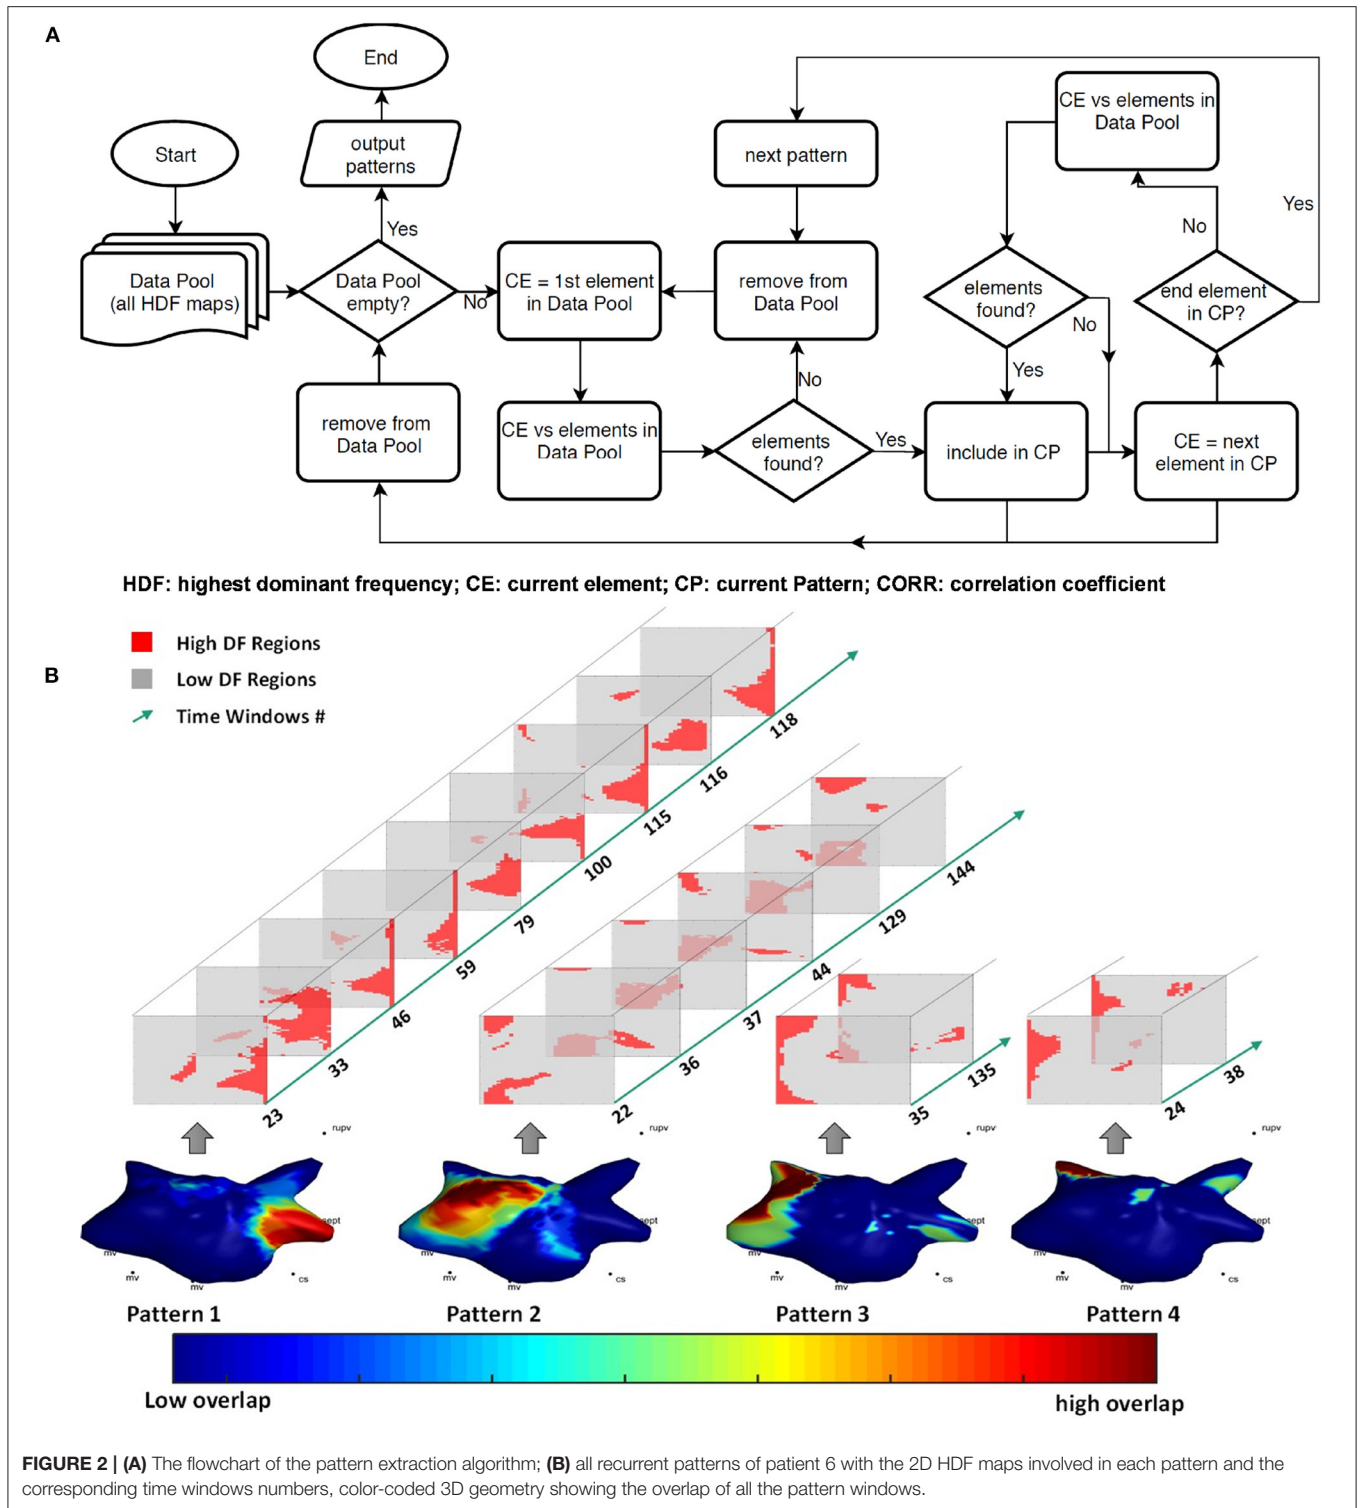 A
End
Start
output
patterns
Yes
Data Pool
(all HDF maps)
Data Pool
empty?
No
CE = 1st element
in Data Pool
next pattern
remove from
Data Pool
CE vs elements in
Data Pool
elements
found?
No
Yes
No
end element
in CP?
Yes
remove from
Data Pool
CE vs elements in
Data Pool
elements
found?
No
Yes
include in CP
CE = next
element in CP
HDF: highest dominant frequency; CE: current element; CP: current Pattern; CORR: correlation coefficient
B
High DF Regions
Low DF Regions
Time Windows #
23
33
46
59
79
100
115
116
118
22
36
37
44
129
144
35
135
24
38
rupv
rupv
rupv
rupv
sept
mv
mv
mv
cs
mv
mv
mv
cs
sept
mv
mv
mv
cs
sept
mv
mv
mv
cs
Pattern 1
Pattern 2
Pattern 3
Pattern 4
Low overlap
high overlap
FIGURE 2 | (A) The flowchart of the pattern extraction algorithm; (B) all recurrent patterns of patient 6 with the 2D HDF maps involved in each pattern and the
corresponding time windows numbers, color-coded 3D geometry showing the overlap of all the pattern windows.